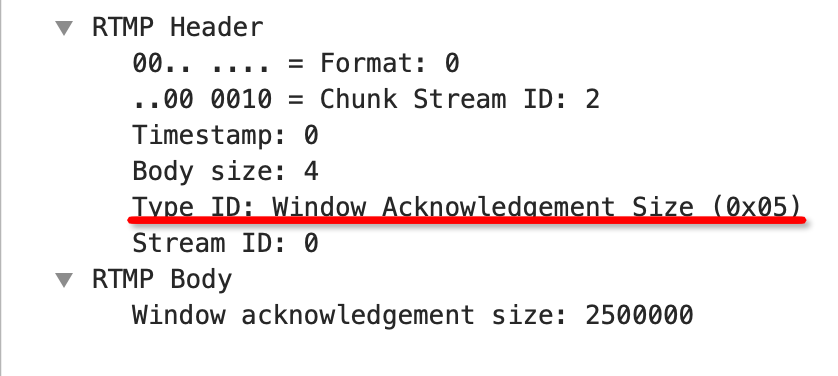 RTMP Header
00.. .... = Format: 0
..00 0010 = Chunk Stream ID: 2
Timestamp: 0
Body size: 4
Type ID: Window Acknowledgement Size (0x05)
Stream ID: 0
RTMP Body
Window acknowledgement size: 2500000